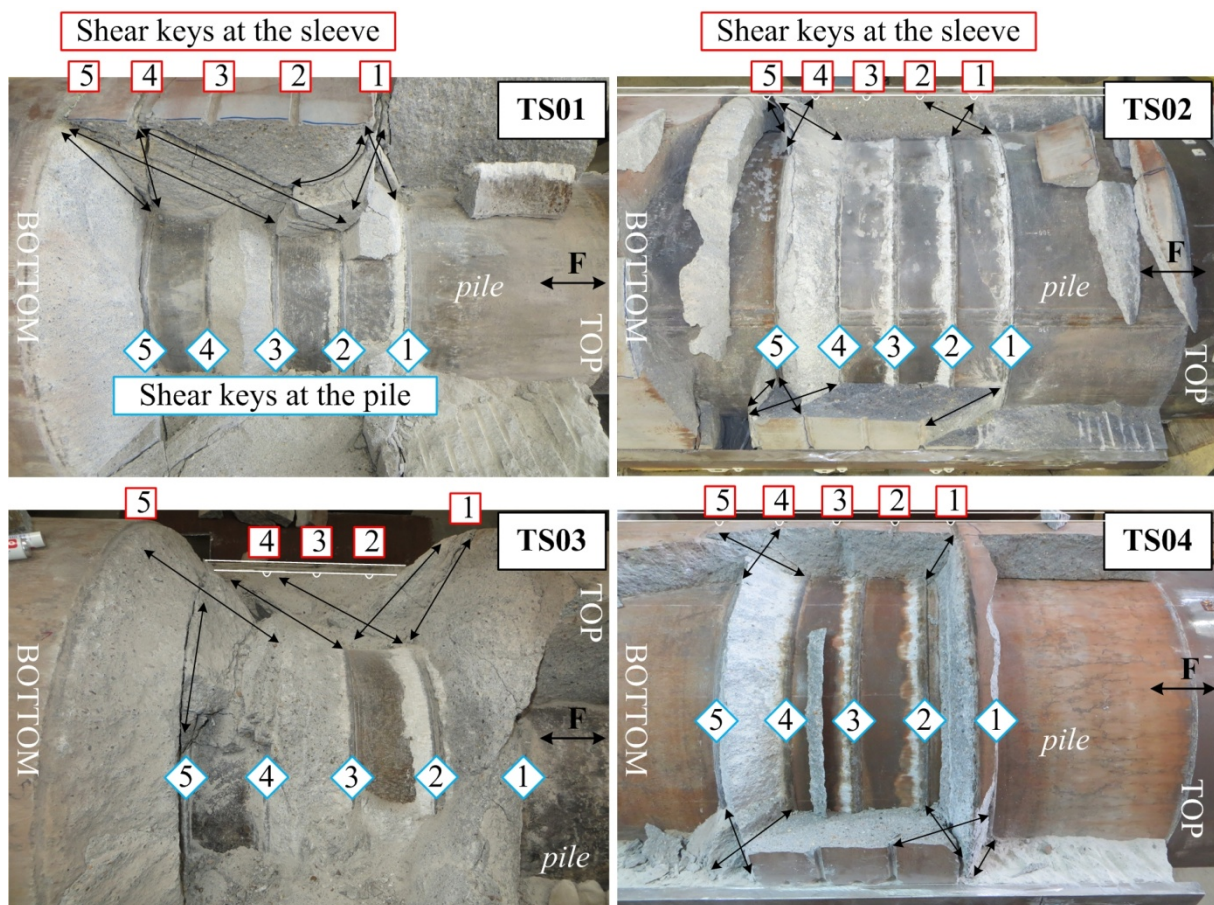 Shear keys at the sleeve
5 4 3 2 1
TS01
BOTTOM
TOP
F
pile
5 4 3 2 1
Shear keys at the pile
Shear keys at the sleeve
5 4 3 2 1
TS02
BOTTOM
TOP
F
pile
5 4 3 2 1
5 4 3 2 1
TS03
BOTTOM
TOP
F
5 4 3 2 1
pile
5 4 3 2 1
TS04
BOTTOM
TOP
F
5 4 3 2 1
pile